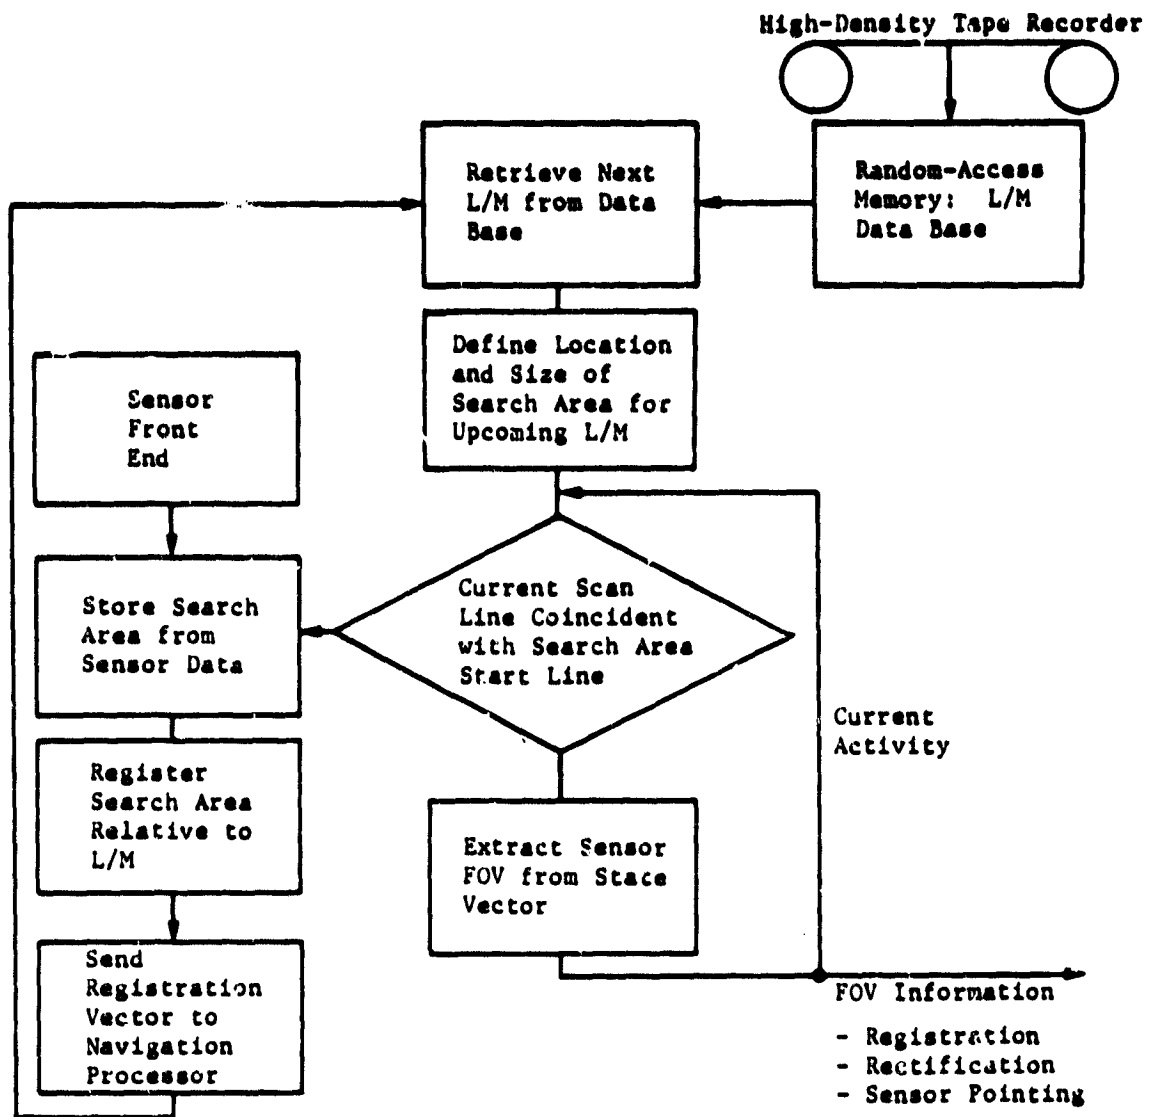 High-Density Tape Recorder
Retrieve Next
L/M from Data
Base
Random-Access
Memory: L/M
Data Base
Define Location
and Size of
Search Area for
Upcoming L/M
Sensor
Front
End
Current Scan
Line Coincident
with Search Area
Start Line
Store Search
Area from
Sensor Data
Current
Activity
Register
Search Area
Relative to
L/M
Extract Sensor
FOV from State
Vector
Send
Registration
Vector to
Navigation
Processor
FOV Information
- Registration
- Rectification
- Sensor Pointing